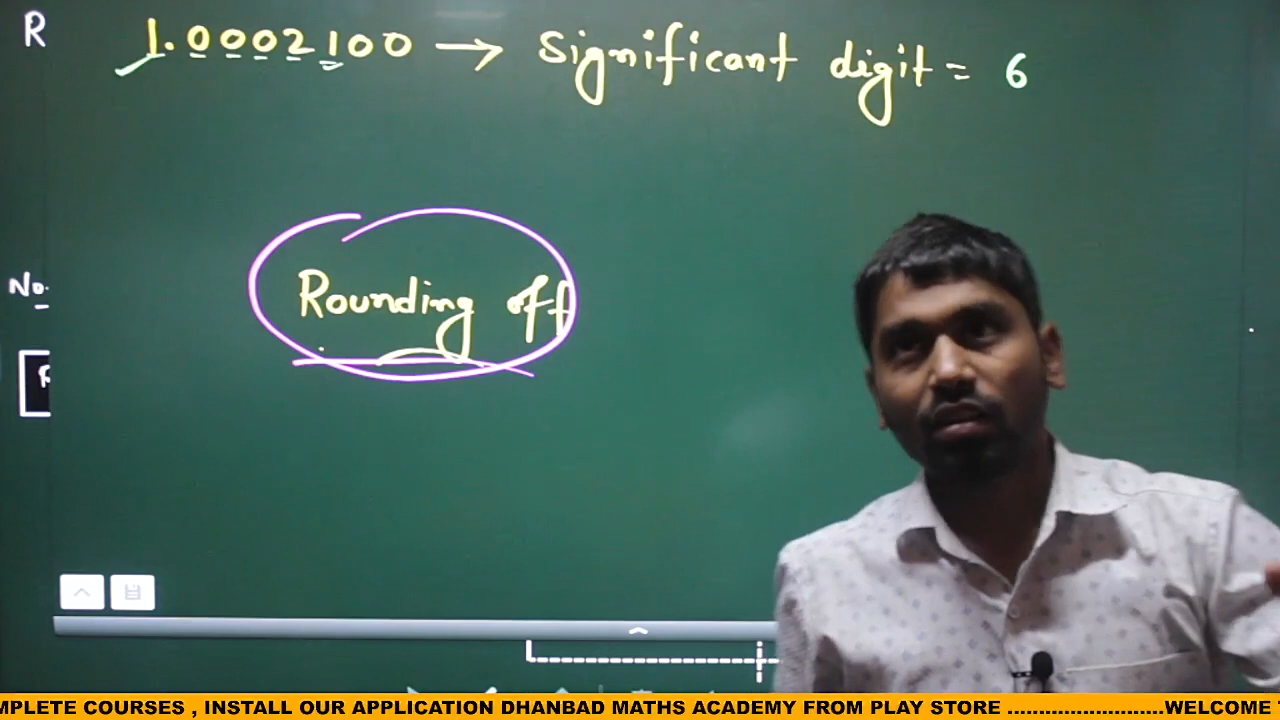 R
1.0002100 → Significant digit = 6
Rounding off
No.
MPLETE COURSES , INSTALL OUR APPLICATION DHANBAD MATHS ACADEMY FROM PLAY STORE ........................WELCOME